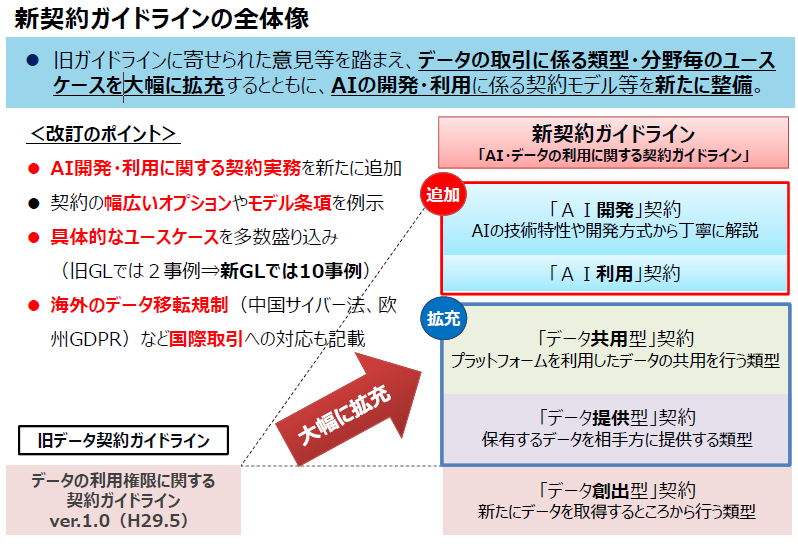 新契約ガイドラインの全体像
● 旧ガイドラインに寄せられた意見等を踏まえ、データの取引に係る類型・分野毎のユース
ケースを大幅に拡充するとともに、AIの開発・利用に係る契約モデル等を新たに整備。
＜改訂のポイント＞
● AI開発・利用に関する契約実務を新たに追加
● 契約の幅広いオプションやモデル条項を例示
● 具体的なユースケースを多数盛り込み
（旧GLでは２事例⇒新GLでは10事例）
● 海外のデータ移転規制（中国サイバー法、欧
州GDPR）など国際取引への対応も記載
大幅に拡充
旧データ契約ガイドライン
データの利用権限に関する
契約ガイドライン
ver.1.0（H29.5）
新契約ガイドライン
「AI・データの利用に関する契約ガイドライン」
追加
「ＡＩ開発」契約
AIの技術特性や開発方式から丁寧に解説
「ＡＩ利用」契約
拡充
「データ共用型」契約
プラットフォームを利用したデータの共用を行う類型
「データ提供型」契約
保有するデータを相手方に提供する類型
「データ創出型」契約
新たにデータを取得するところから行う類型